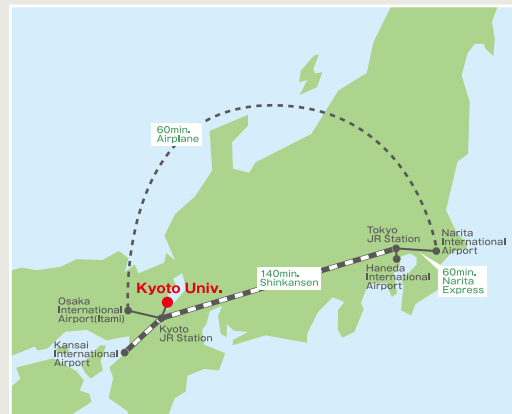 60min.
Airplane
Tokyo
JR Station
Narita
International
Airport
Haneda
International
Airport
60min.
Narita
Express
140min.
Shinkansen
Kyoto Univ.
Osaka
International
Airport(Itami)
Kyoto
JR Station
Kansai
International
Airport